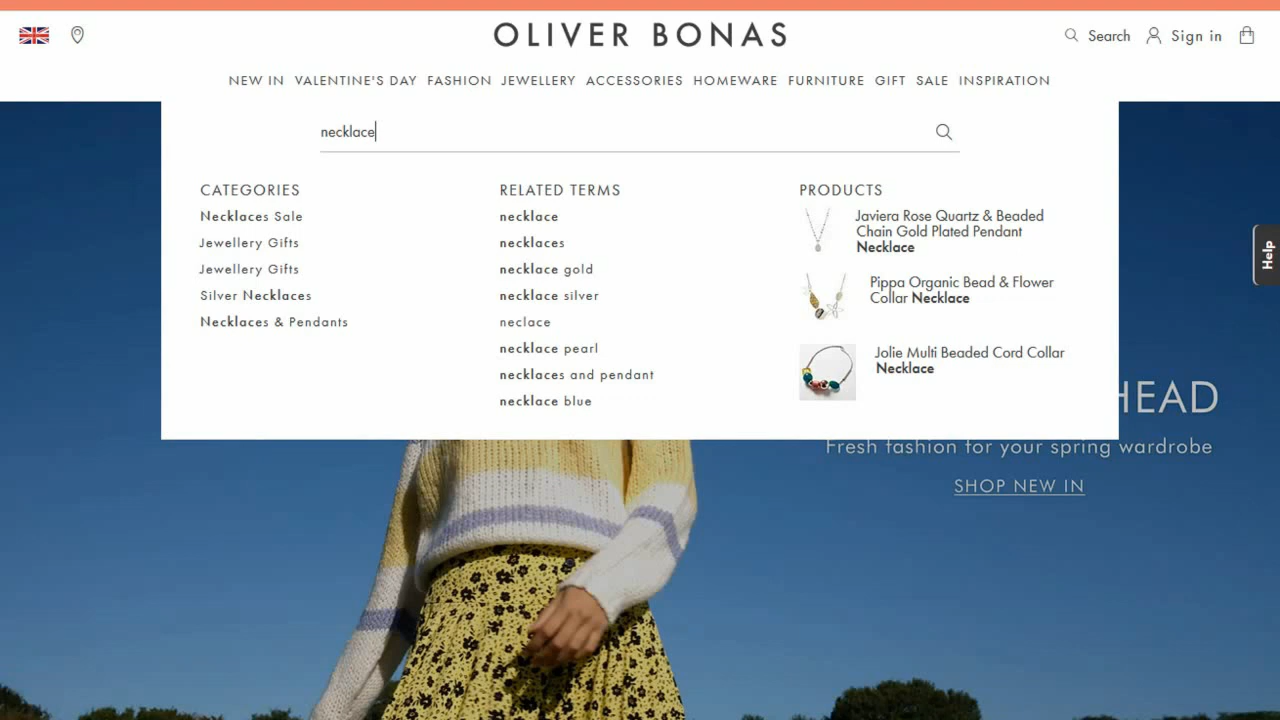 OLIVER BONAS
Search
Sign in
NEW IN VALENTINE'S DAY FASHION JEWELLERY ACCESSORIES HOMEWARE FURNITURE GIFT SALE INSPIRATION
necklace
CATEGORIES
Necklaces Sale
Jewellery Gifts
Jewellery Gifts
Silver Necklaces
Necklaces & Pendants
RELATED TERMS
necklace
necklaces
necklace gold
necklace silver
neclace
necklace pearl
necklaces and pendant
necklace blue
PRODUCTS
Javiera Rose Quartz & Beaded
Chain Gold Plated Pendant
Necklace
Pippa Organic Bead & Flower
Collar Necklace
Jolie Multi Beaded Cord Collar
Necklace
Help
HEAD
Fresh fashion for your spring wardrobe
SHOP NEW IN